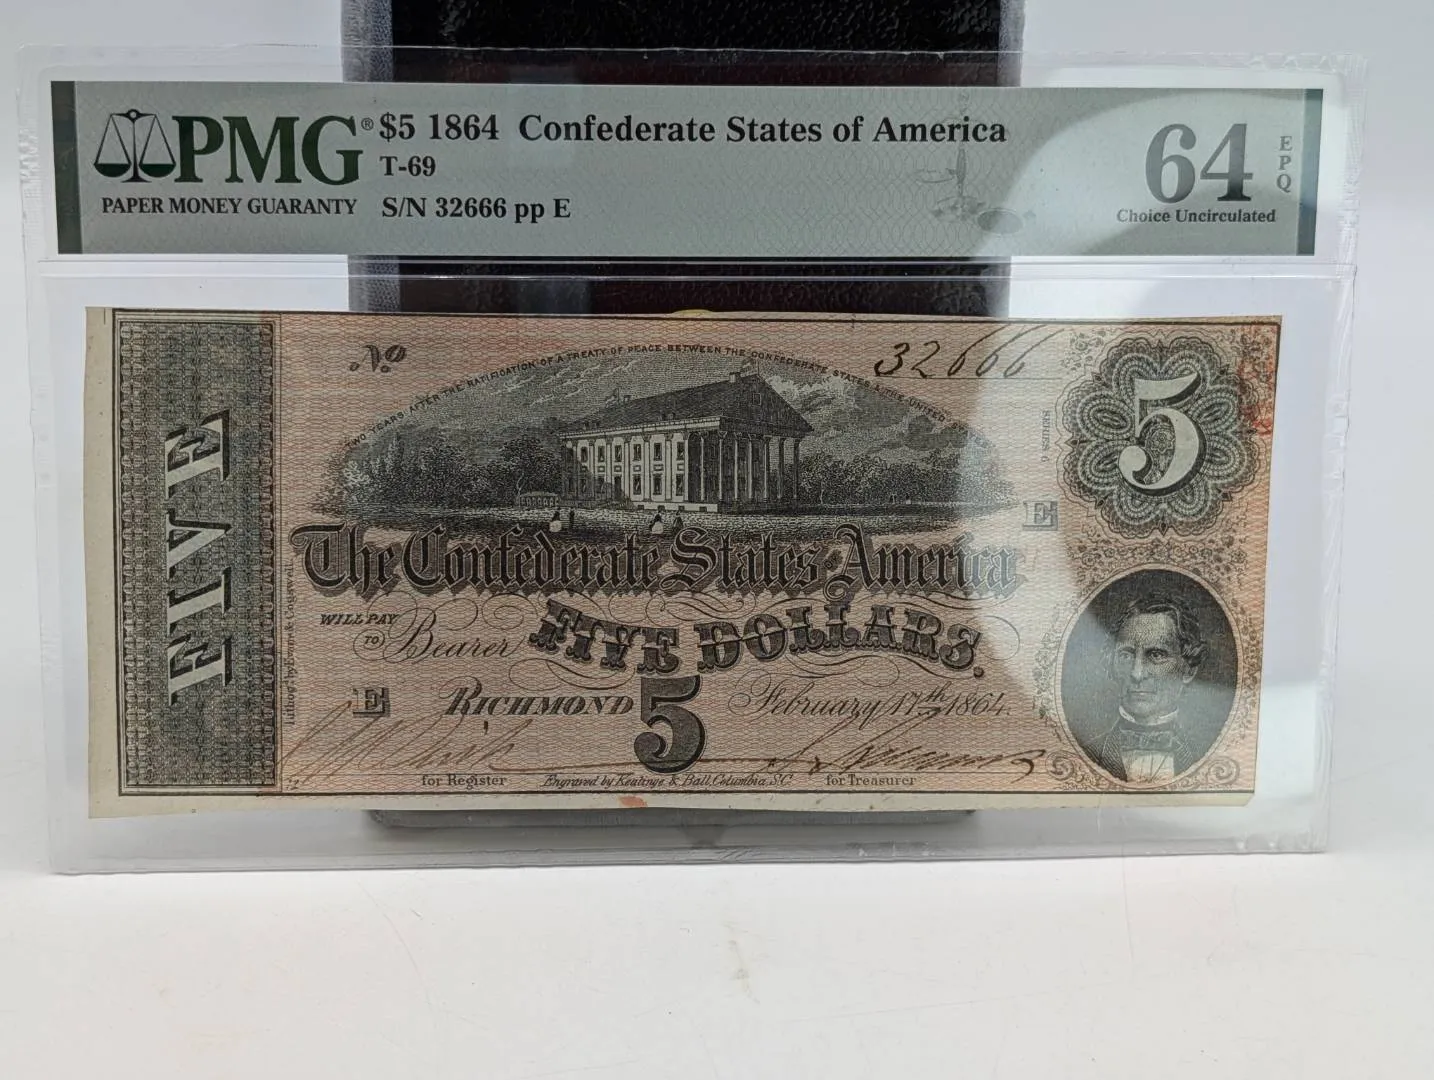 PMG® $5 1864 Confederate States of America
T-69
PAPER MONEY GUARANTY S/N 32666 pp E
64 EPQ
Choice Uncirculated
No 32666
TWO YEARS AFTER THE RATIFICATION OF A TREATY OF PEACE BETWEEN THE CONFEDERATE STATES & THE UNITED
SERIES
5
FIVE
E
The Confederate States America
WILL PAY
TO Bearer FIVE DOLLARS.
E RICHMOND 5 February 17th 1864.
for Register Engraved by Keatinge & Ball, Columbia, S.C. for Treasurer